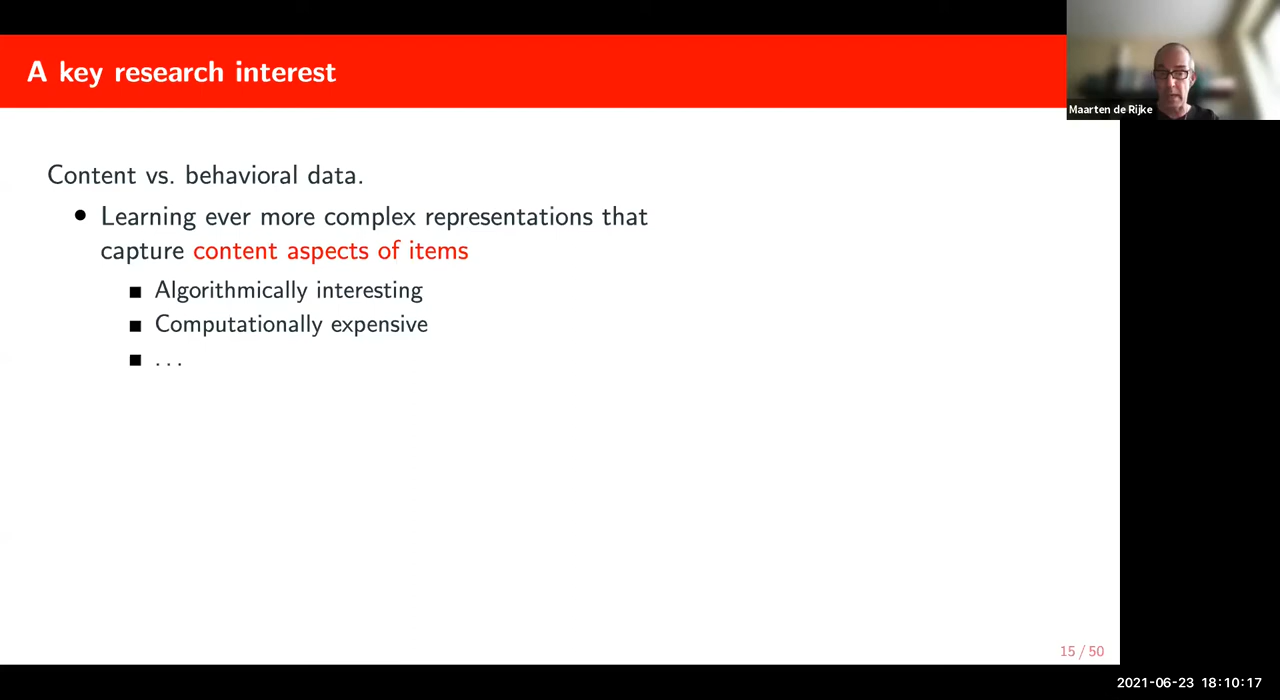 A key research interest
Maarten de Rijke
Content vs. behavioral data.
Learning ever more complex representations that
capture content aspects of items
Algorithmically interesting
Computationally expensive
...
15 / 50
2021-06-23 18:10:17